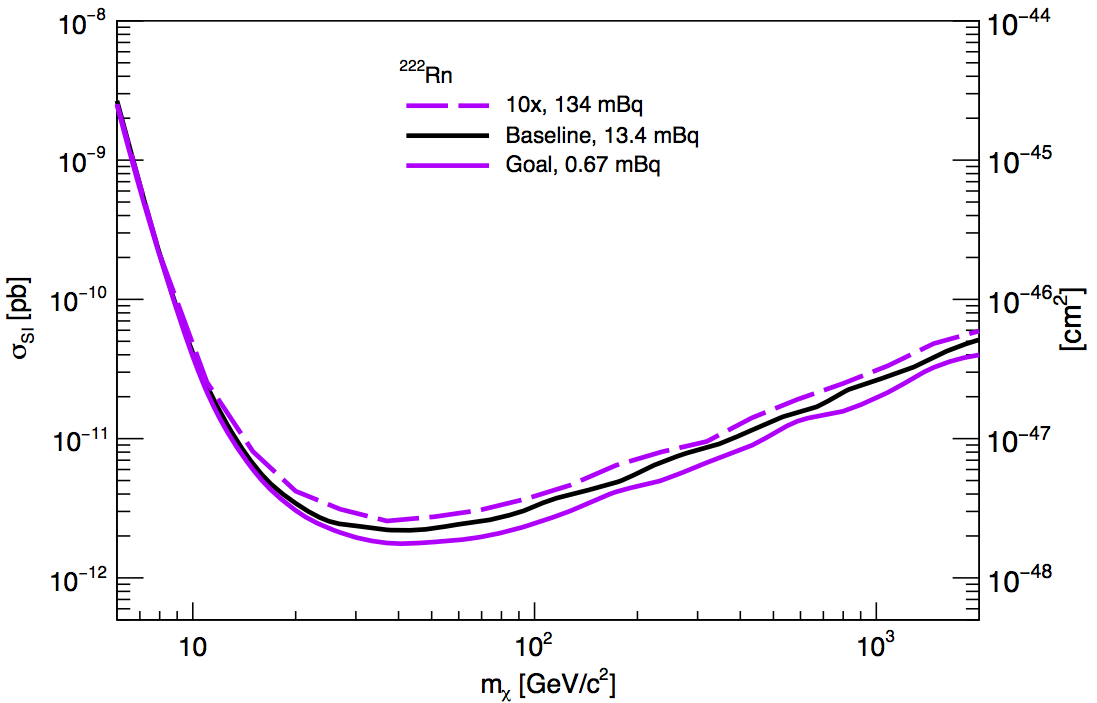 ²²²Rn
10x, 134 mBq
Baseline, 13.4 mBq
Goal, 0.67 mBq
10⁻⁸
10⁻⁹
10⁻¹⁰
10⁻¹¹
10⁻¹²
σSI [pb]
10⁻⁴⁴
10⁻⁴⁵
10⁻⁴⁶
10⁻⁴⁷
10⁻⁴⁸
[cm²]
10
10²
10³
mχ [GeV/c²]